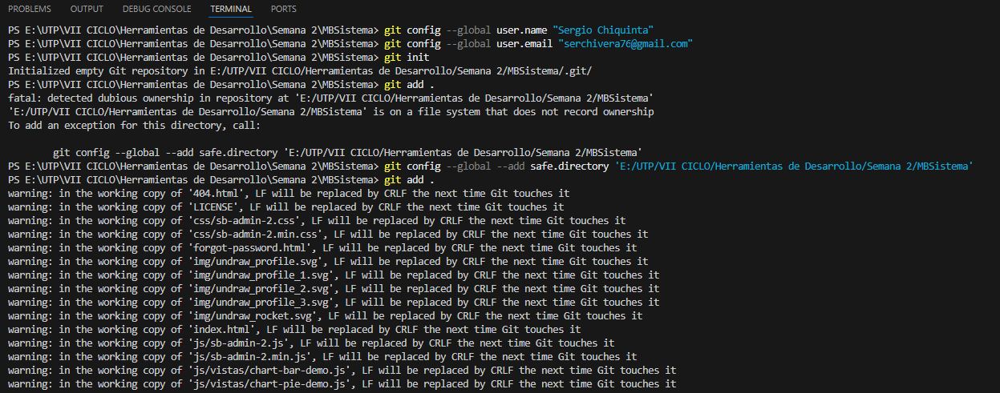 PROBLEMS OUTPUT DEBUG CONSOLE TERMINAL PORTS
PS E:\UTP\VII CICLO\Herramientas de Desarrollo\Semana 2\MBSistema> git config --global user.name "Sergio Chiquinta"
PS E:\UTP\VII CICLO\Herramientas de Desarrollo\Semana 2\MBSistema> git config --global user.email "serchivera76@gmail.com"
PS E:\UTP\VII CICLO\Herramientas de Desarrollo\Semana 2\MBSistema> git init
Initialized empty Git repository in E:/UTP/VII CICLO/Herramientas de Desarrollo/Semana 2/MBSistema/.git/
PS E:\UTP\VII CICLO\Herramientas de Desarrollo\Semana 2\MBSistema> git add .
fatal: detected dubious ownership in repository at 'E:/UTP/VII CICLO/Herramientas de Desarrollo/Semana 2/MBSistema'
'E:/UTP/VII CICLO/Herramientas de Desarrollo/Semana 2/MBSistema' is on a file system that does not record ownership
To add an exception for this directory, call:
git config --global --add safe.directory 'E:/UTP/VII CICLO/Herramientas de Desarrollo/Semana 2/MBSistema'
PS E:\UTP\VII CICLO\Herramientas de Desarrollo\Semana 2\MBSistema> git config --global --add safe.directory 'E:/UTP/VII CICLO/Herramientas de Desarrollo/Semana 2/MBSistema'
PS E:\UTP\VII CICLO\Herramientas de Desarrollo\Semana 2\MBSistema> git add .
warning: in the working copy of '404.html', LF will be replaced by CRLF the next time Git touches it
warning: in the working copy of 'LICENSE', LF will be replaced by CRLF the next time Git touches it
warning: in the working copy of 'css/sb-admin-2.css', LF will be replaced by CRLF the next time Git touches it
warning: in the working copy of 'css/sb-admin-2.min.css', LF will be replaced by CRLF the next time Git touches it
warning: in the working copy of 'forgot-password.html', LF will be replaced by CRLF the next time Git touches it
warning: in the working copy of 'img/undraw_profile.svg', LF will be replaced by CRLF the next time Git touches it
warning: in the working copy of 'img/undraw_profile_1.svg', LF will be replaced by CRLF the next time Git touches it
warning: in the working copy of 'img/undraw_profile_2.svg', LF will be replaced by CRLF the next time Git touches it
warning: in the working copy of 'img/undraw_profile_3.svg', LF will be replaced by CRLF the next time Git touches it
warning: in the working copy of 'img/undraw_rocket.svg', LF will be replaced by CRLF the next time Git touches it
warning: in the working copy of 'index.html', LF will be replaced by CRLF the next time Git touches it
warning: in the working copy of 'js/sb-admin-2.js', LF will be replaced by CRLF the next time Git touches it
warning: in the working copy of 'js/sb-admin-2.min.js', LF will be replaced by CRLF the next time Git touches it
warning: in the working copy of 'js/vistas/chart-bar-demo.js', LF will be replaced by CRLF the next time Git touches it
warning: in the working copy of 'js/vistas/chart-pie-demo.js', LF will be replaced by CRLF the next time Git touches it